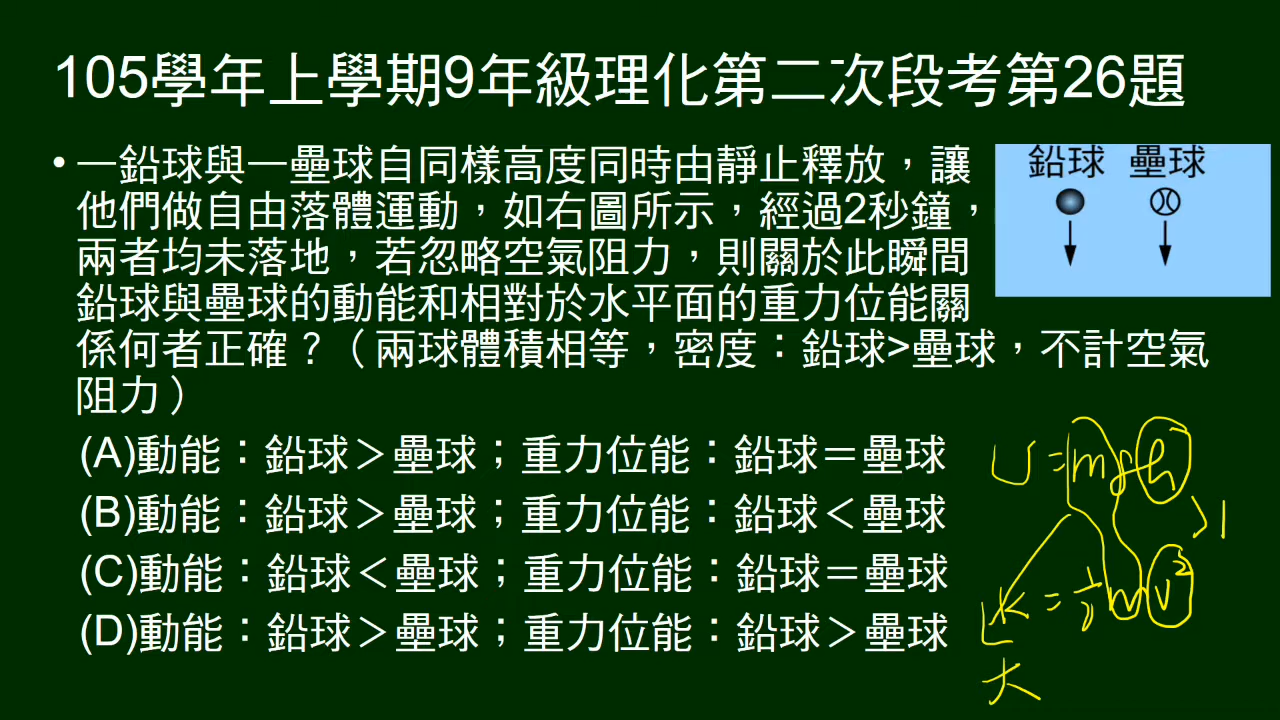 105學年上學期9年級理化第二次段考第26題
•一鉛球與一壘球自同樣高度同時由靜止釋放，讓
他們做自由落體運動，如右圖所示，經過2秒鐘，
兩者均未落地，若忽略空氣阻力，則關於此瞬間
鉛球與壘球的動能和相對於水平面的重力位能關
係何者正確？（兩球體積相等，密度：鉛球>壘球，不計空氣
阻力）
鉛球 壘球
(A)動能：鉛球＞壘球；重力位能：鉛球＝壘球
(B)動能：鉛球＞壘球；重力位能：鉛球＜壘球
(C)動能：鉛球＜壘球；重力位能：鉛球＝壘球
(D)動能：鉛球＞壘球；重力位能：鉛球＞壘球
U=mgh
K=½mv²
大